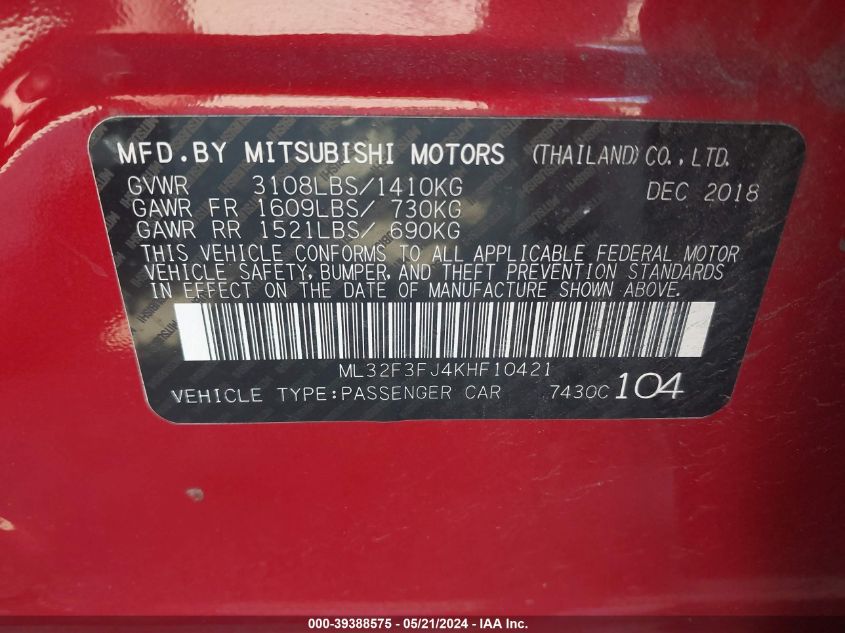 MFD.BY MITSUBISHI MOTORS (THAILAND) CO.,LTD.
GVWR 3108LBS/1410KG DEC 2018
GAWR FR 1609LBS/ 730KG
GAWR RR 1521LBS/ 690KG
THIS VEHICLE CONFORMS TO ALL APPLICABLE FEDERAL MOTOR
VEHICLE SAFETY, BUMPER, AND THEFT PREVENTION STANDARDS
IN EFFECT ON THE DATE OF MANUFACTURE SHOWN ABOVE.
ML32F3FJ4KHF10421
VEHICLE TYPE:PASSENGER CAR 7430C 104
000-39388575 - 05/21/2024 - IAA Inc.